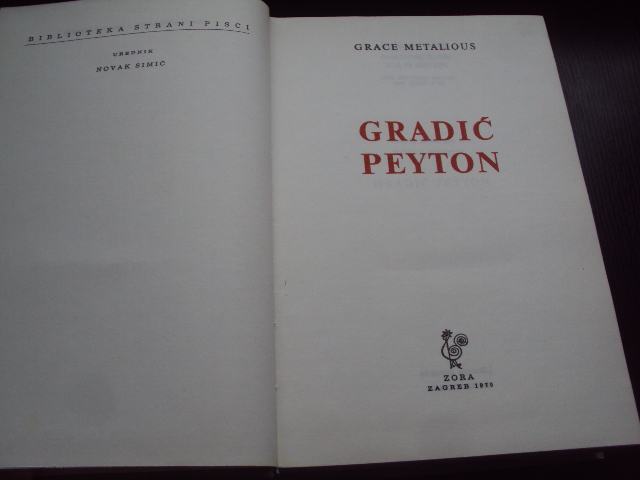 BIBLIOTEKA STRANI PISCI
UREDNIK
NOVAK SIMIĆ
GRACE METALIOUS
GRADIĆ
PEYTON
ZORA
ZAGREB 1970